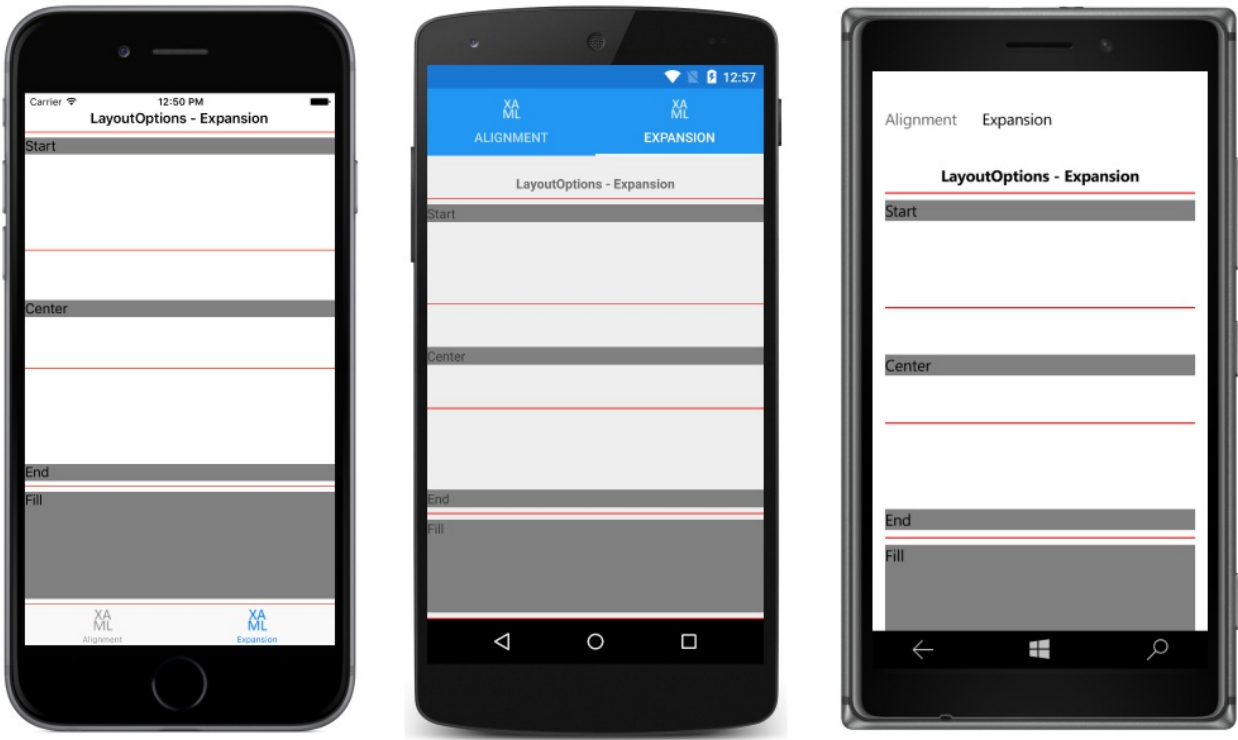 Carrier
12:50 PM
LayoutOptions - Expansion
Start
Center
End
Fill
XA
ML
Alignment
XA
ML
Expansion
12:57
XA
ML
ALIGNMENT
XA
ML
EXPANSION
LayoutOptions - Expansion
Start
Center
End
Fill
Alignment
Expansion
LayoutOptions - Expansion
Start
Center
End
Fill